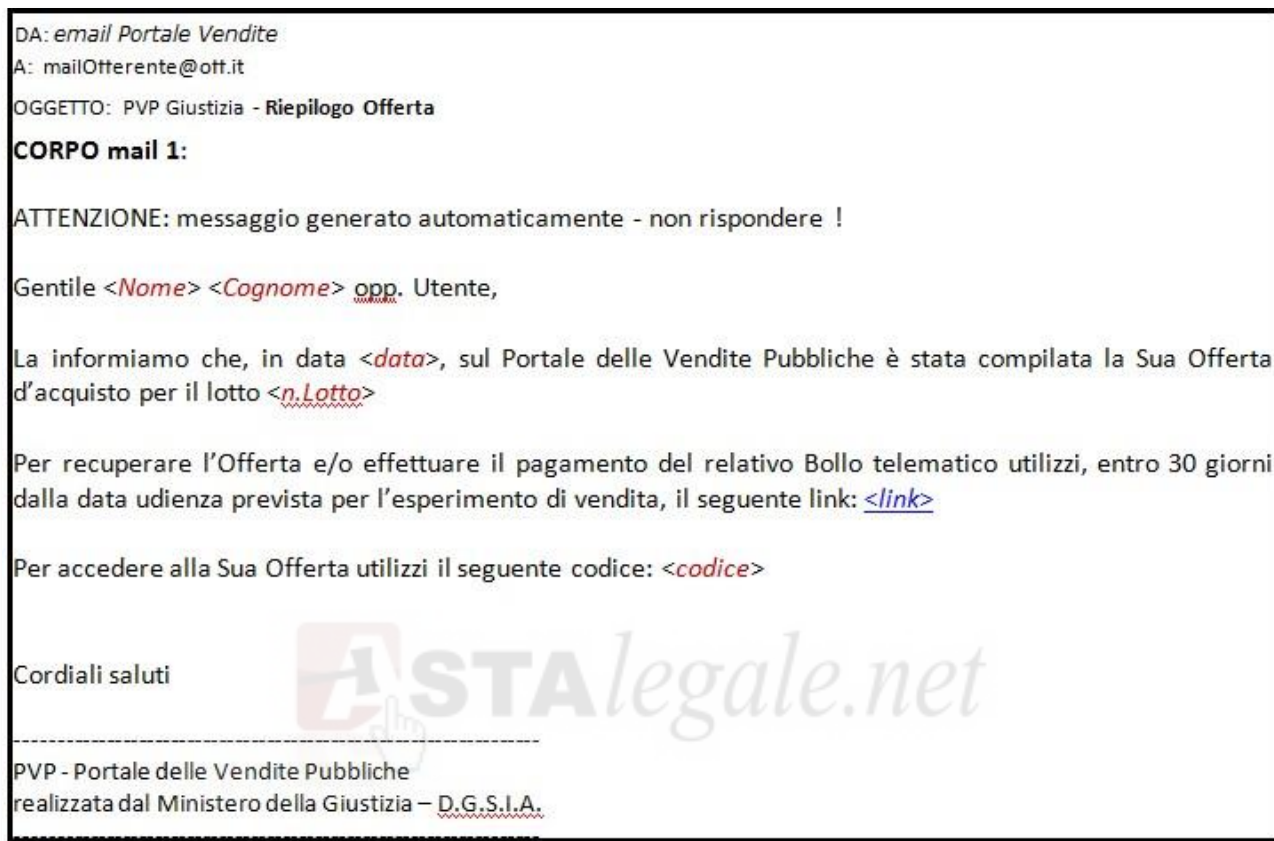 DA: email Portale Vendite
A: mailOfferente@off.it
OGGETTO: PVP Giustizia - Riepilogo Offerta
CORPO mail 1:
ATTENZIONE: messaggio generato automaticamente - non rispondere !
Gentile <Nome> <Cognome> opp. Utente,
La informiamo che, in data <data>, sul Portale delle Vendite Pubbliche è stata compilata la Sua Offerta
d’acquisto per il lotto <n.Lotto>
Per recuperare l’Offerta e/o effettuare il pagamento del relativo Bollo telematico utilizzi, entro 30 giorni
dalla data udienza prevista per l’esperimento di vendita, il seguente link: <link>
Per accedere alla Sua Offerta utilizzi il seguente codice: <codice>
Cordiali saluti
ASTAlegale.net
-----------------------------------------------------------
PVP - Portale delle Vendite Pubbliche
realizzata dal Ministero della Giustizia – D.G.S.I.A.
-----------------------------------------------------------